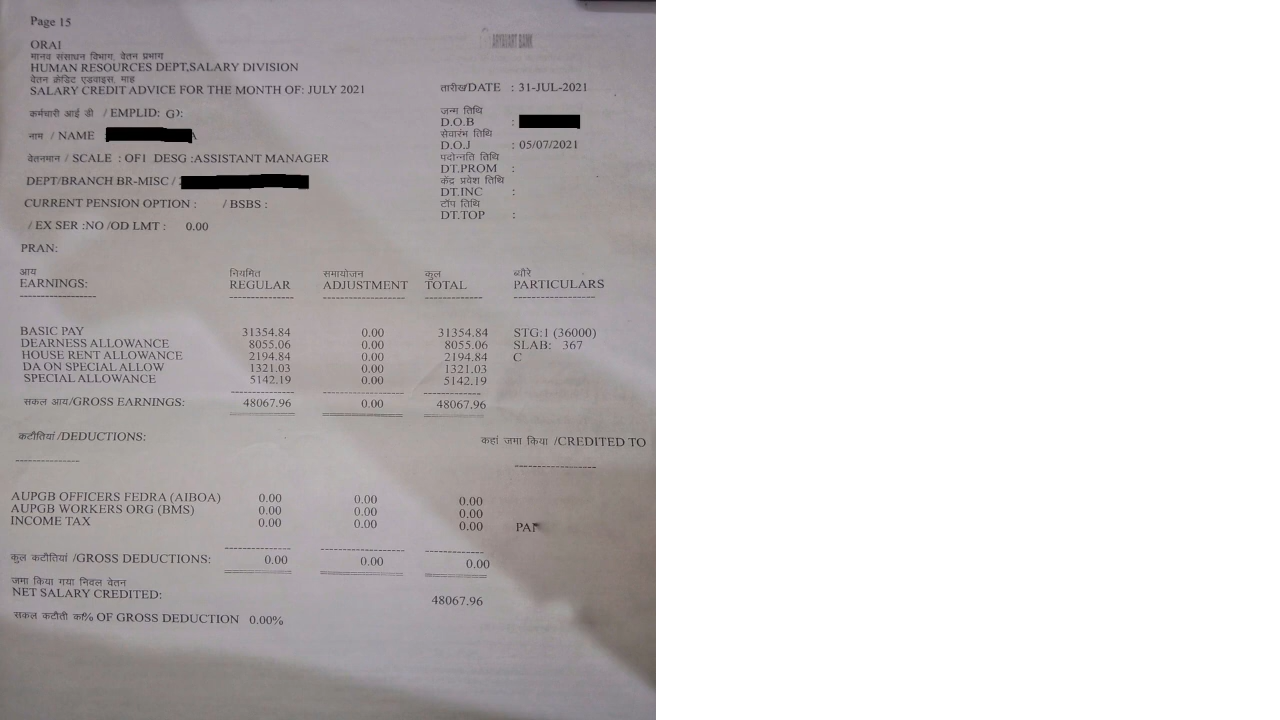 Page 15
ARYAVART BANK
ORAI
मानव संसाधन विभाग, वेतन प्रभाग
HUMAN RESOURCES DEPT,SALARY DIVISION
वेतन क्रेडिट एडवाइस, माह
SALARY CREDIT ADVICE FOR THE MONTH OF: JULY 2021
तारीख/DATE : 31-JUL-2021
कर्मचारी आई डी / EMPLID:
जन्म तिथि
D.O.B :
नाम / NAME
सेवारंभ तिथि
D.O.J : 05/07/2021
वेतनमान / SCALE : OF1 DESG :ASSISTANT MANAGER
पदोन्नति तिथि
DT.PROM :
DEPT/BRANCH BR-MISC /
केंद्र प्रवेश तिथि
DT.INC :
CURRENT PENSION OPTION : / BSBS :
टॉप तिथि
DT.TOP :
/ EX SER :NO /OD LMT : 0.00
PRAN:
आय नियमित समायोजन कुल ब्यौरे
EARNINGS: REGULAR ADJUSTMENT TOTAL PARTICULARS
BASIC PAY 31354.84 0.00 31354.84 STG:1 (36000)
DEARNESS ALLOWANCE 8055.06 0.00 8055.06 SLAB: 367
HOUSE RENT ALLOWANCE 2194.84 0.00 2194.84 C
DA ON SPECIAL ALLOW 1321.03 0.00 1321.03
SPECIAL ALLOWANCE 5142.19 0.00 5142.19
सकल आय/GROSS EARNINGS: 48067.96 0.00 48067.96
कटौतियां /DEDUCTIONS: कहां जमा किया /CREDITED TO
AUPGB OFFICERS FEDRA (AIBOA) 0.00 0.00 0.00
AUPGB WORKERS ORG (BMS) 0.00 0.00 0.00
INCOME TAX 0.00 0.00 0.00
कुल कटौतियां /GROSS DEDUCTIONS: 0.00 0.00 0.00
जमा किया गया निवल वेतन
NET SALARY CREDITED: 48067.96
सकल कटौती का% OF GROSS DEDUCTION 0.00%